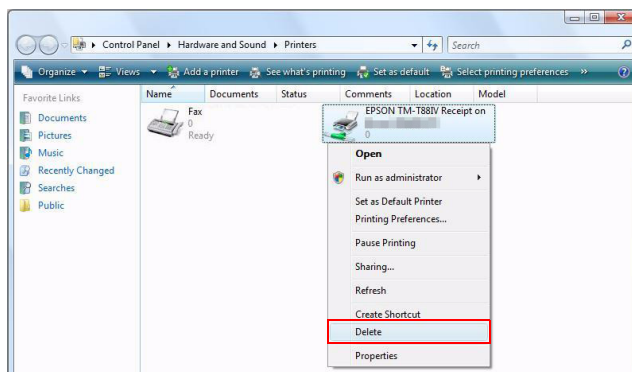 Control Panel Hardware and Sound Printers Search
Organize Views Add a printer See what's printing Set as default Select printing preferences »
Favorite Links
Documents
Pictures
Music
Recently Changed
Searches
Public
Name Documents Status Comments Location Model
Fax
0
Ready
EPSON TM-T88IV Receipt on
0
Open
Run as administrator
Set as Default Printer
Printing Preferences...
Pause Printing
Sharing...
Refresh
Create Shortcut
Delete
Properties